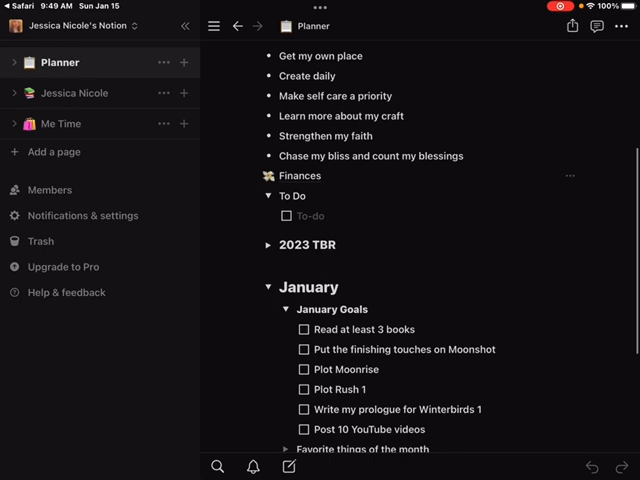 Safari 9:49 AM Sun Jan 15
100%
Jessica Nicole's Notion
Planner
Jessica Nicole
Me Time
Add a page
Members
Notifications & settings
Trash
Upgrade to Pro
Help & feedback
Planner
Get my own place
Create daily
Make self care a priority
Learn more about my craft
Strengthen my faith
Chase my bliss and count my blessings
Finances
To Do
To-do
2023 TBR
January
January Goals
Read at least 3 books
Put the finishing touches on Moonshot
Plot Moonrise
Plot Rush 1
Write my prologue for Winterbirds 1
Post 10 YouTube videos
Favorite things of the month